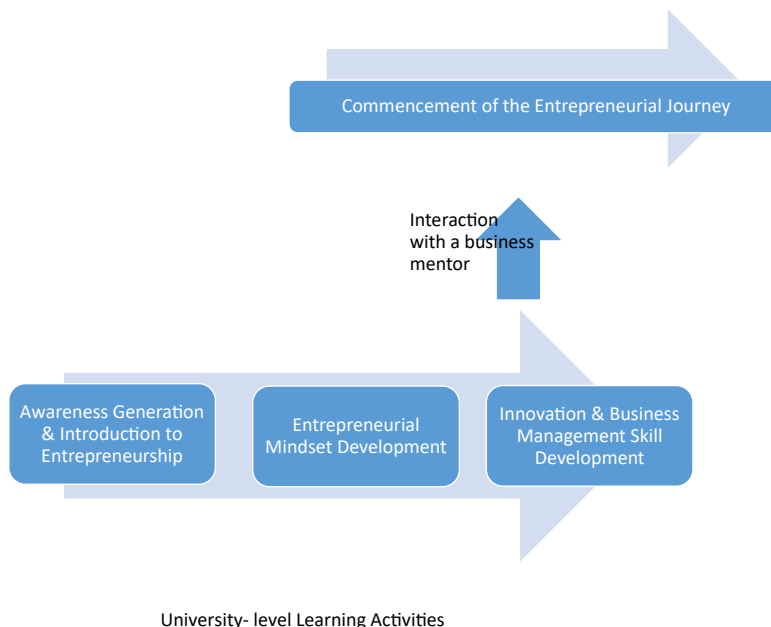 Commencement of the Entrepreneurial Journey
Interaction
with a business
mentor
Awareness Generation
& Introduction to
Entrepreneurship
Entrepreneurial
Mindset Development
Innovation & Business
Management Skill
Development
University- level Learning Activities